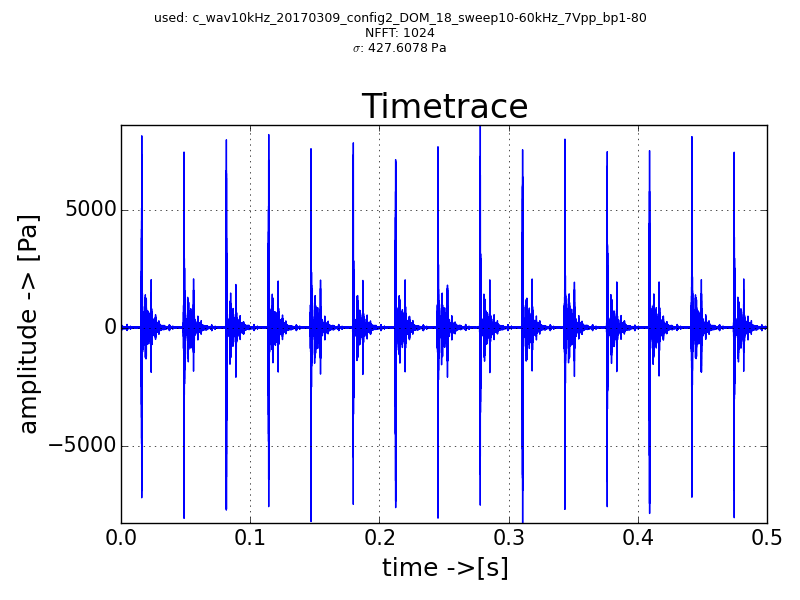 used: c_wav10kHz_20170309_config2_DOM_18_sweep10-60kHz_7Vpp_bp1-80
NFFT: 1024
σ: 427.6078 Pa
Timetrace
amplitude -> [Pa]
5000
0
−5000
0.0 0.1 0.2 0.3 0.4 0.5
time ->[s]